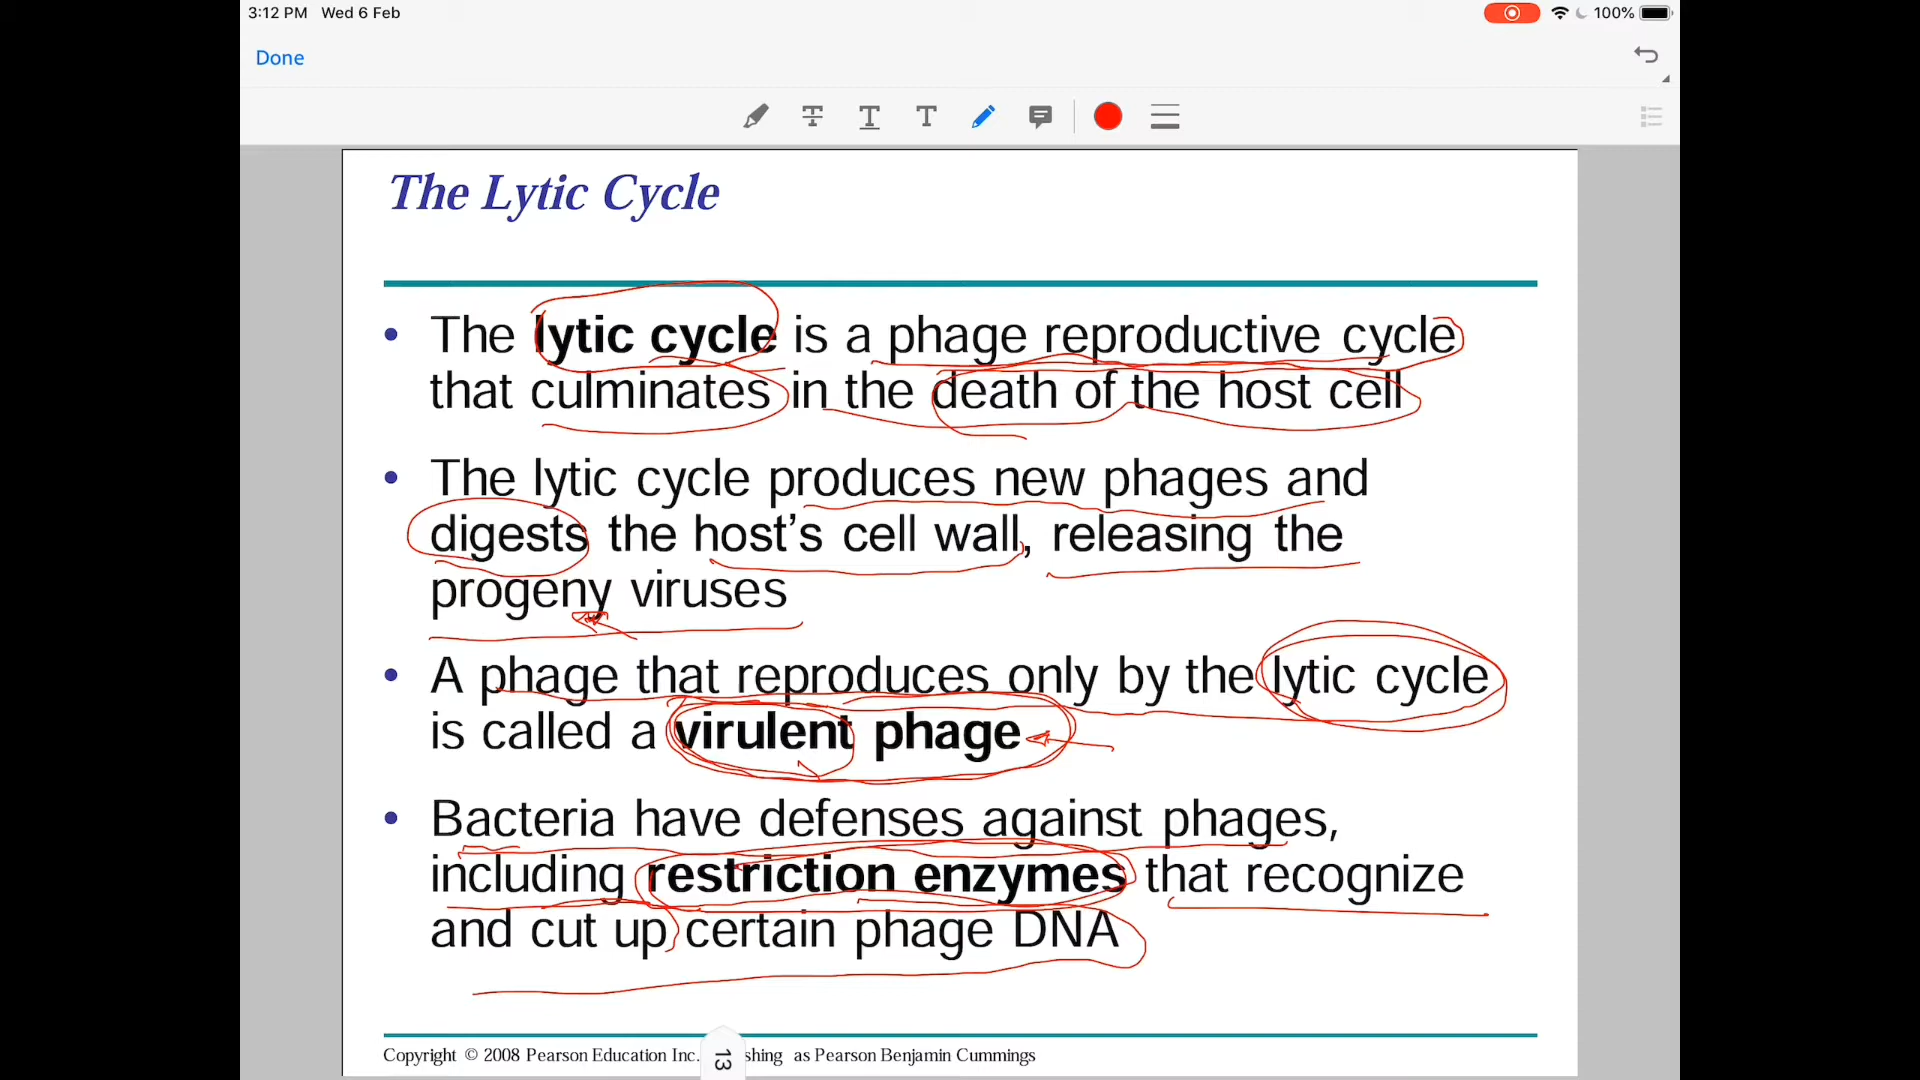 3:12 PM Wed 6 Feb
100%
Done
The Lytic Cycle
• The lytic cycle is a phage reproductive cycle
that culminates in the death of the host cell
• The lytic cycle produces new phages and
digests the host’s cell wall, releasing the
progeny viruses
• A phage that reproduces only by the lytic cycle
is called a virulent phage
• Bacteria have defenses against phages,
including restriction enzymes that recognize
and cut up certain phage DNA
Copyright © 2008 Pearson Education Inc. shing as Pearson Benjamin Cummings
13